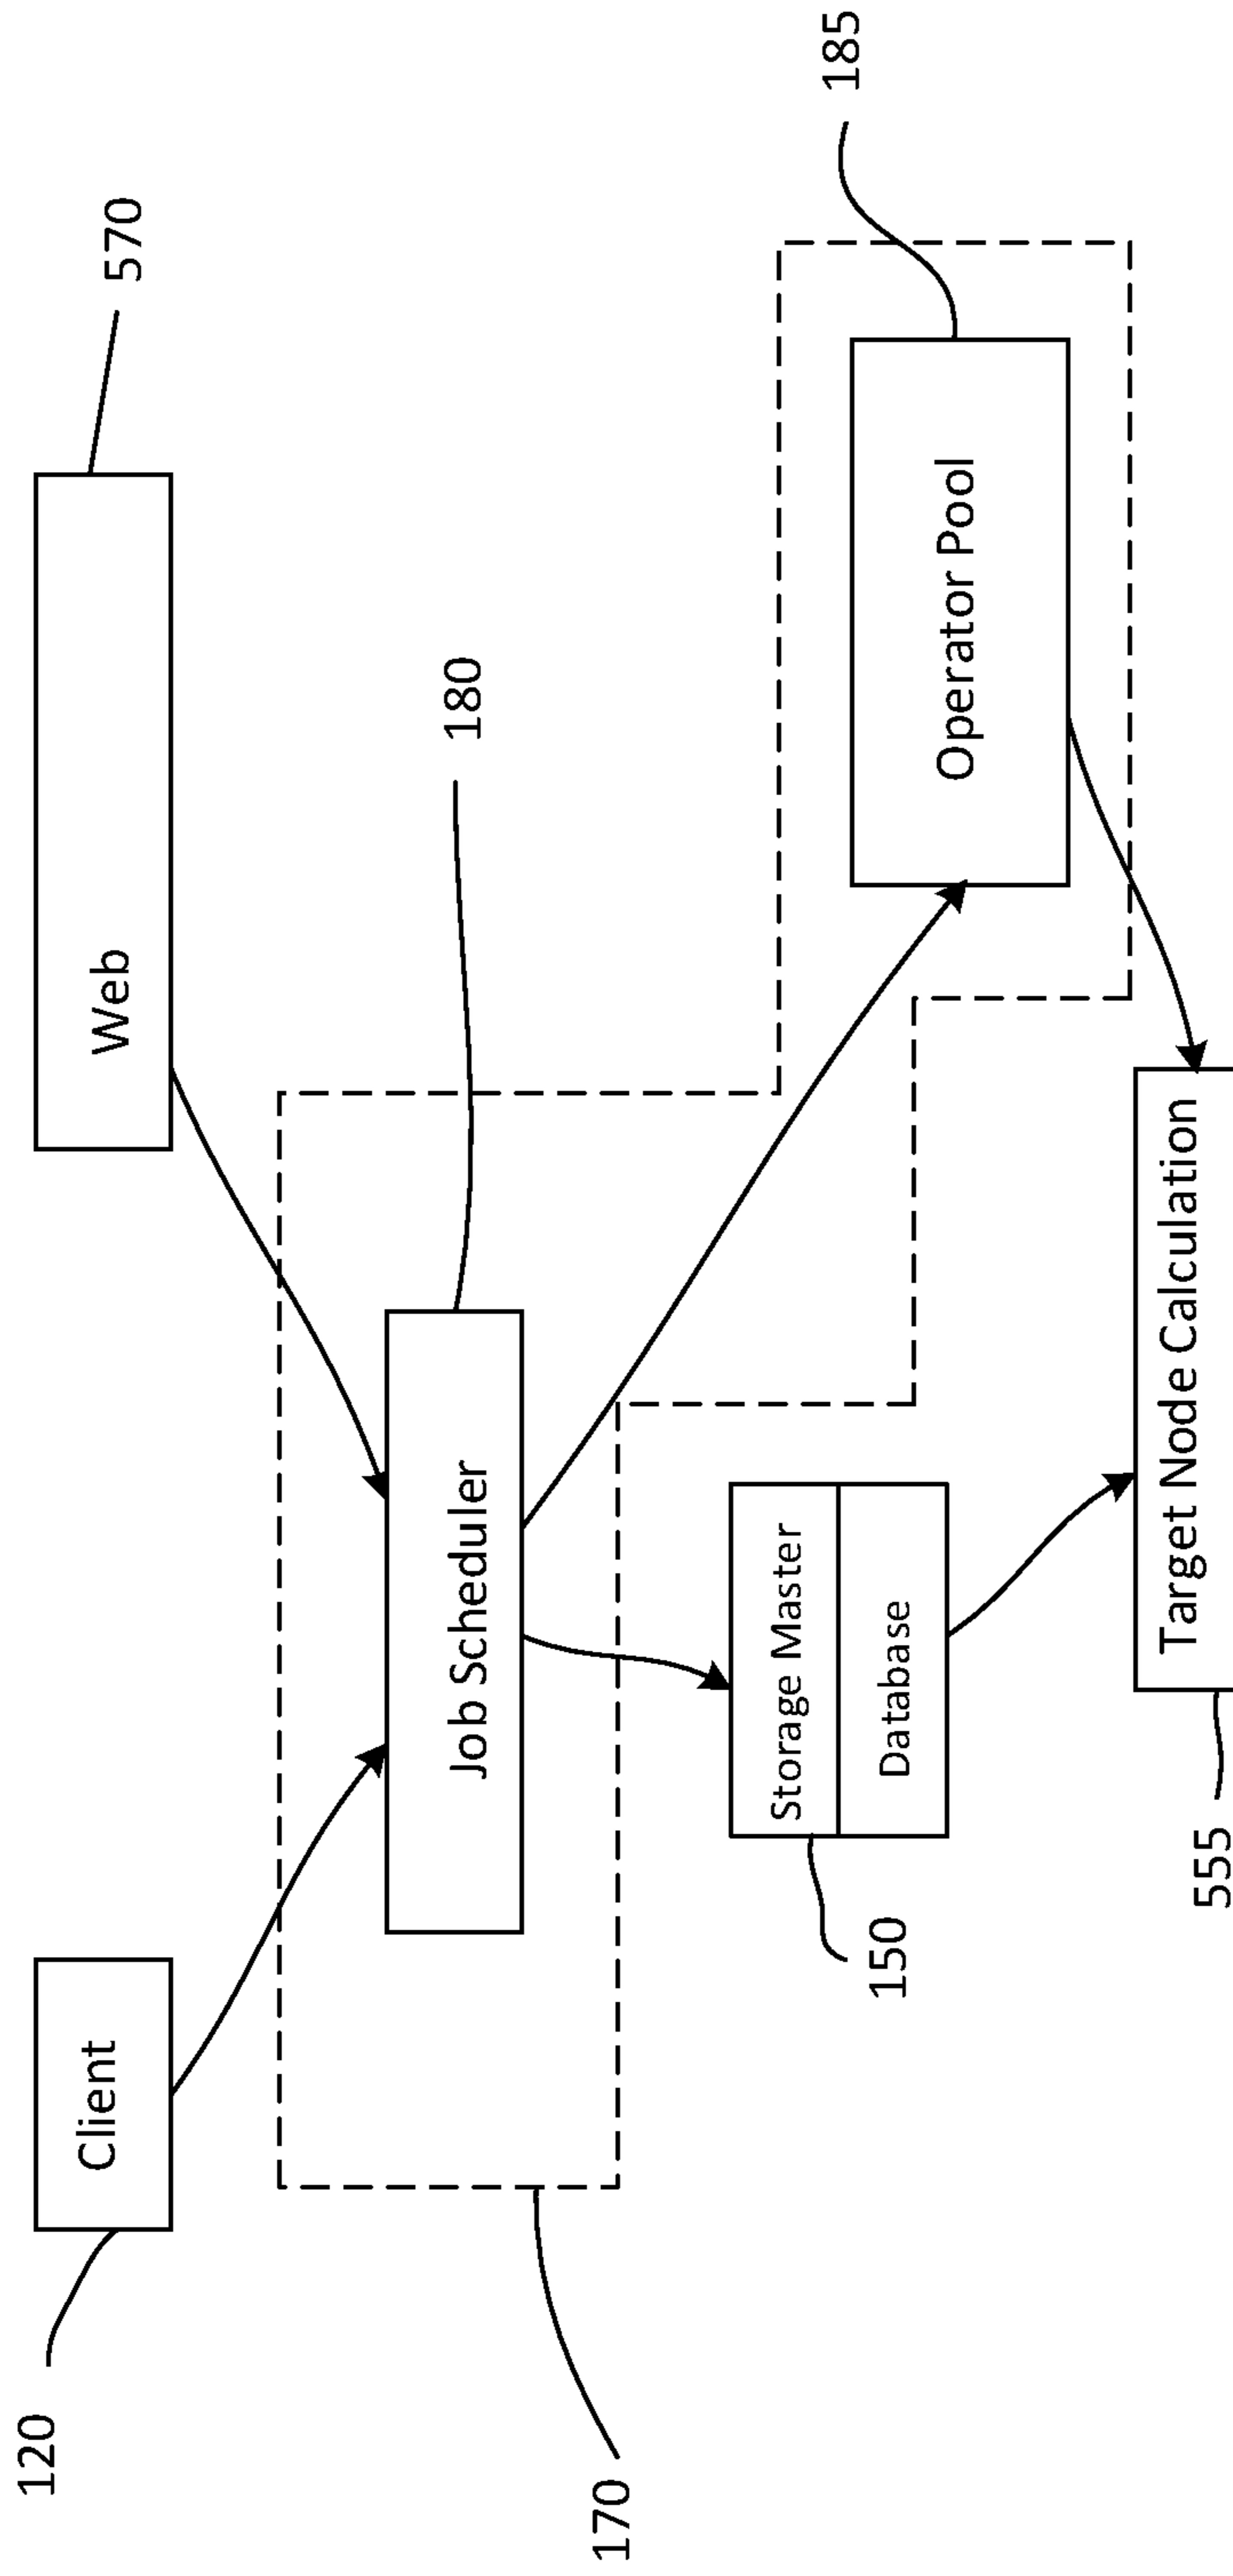 120
Client
Web
570
170
Job Scheduler
180
150
Storage Master
Database
Operator Pool
185
555
Target Node Calculation